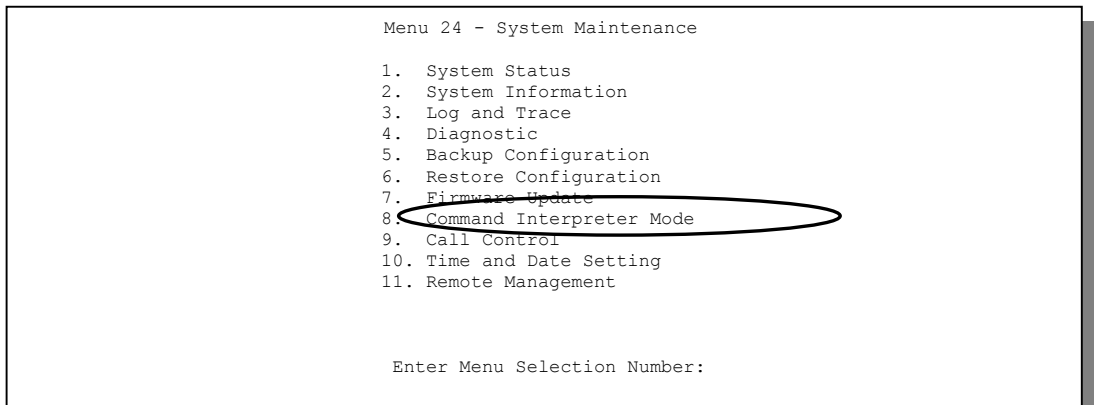 Menu 24 - System Maintenance
1. System Status
2. System Information
3. Log and Trace
4. Diagnostic
5. Backup Configuration
6. Restore Configuration
7. Firmware Update
8. Command Interpreter Mode
9. Call Control
10. Time and Date Setting
11. Remote Management
Enter Menu Selection Number: